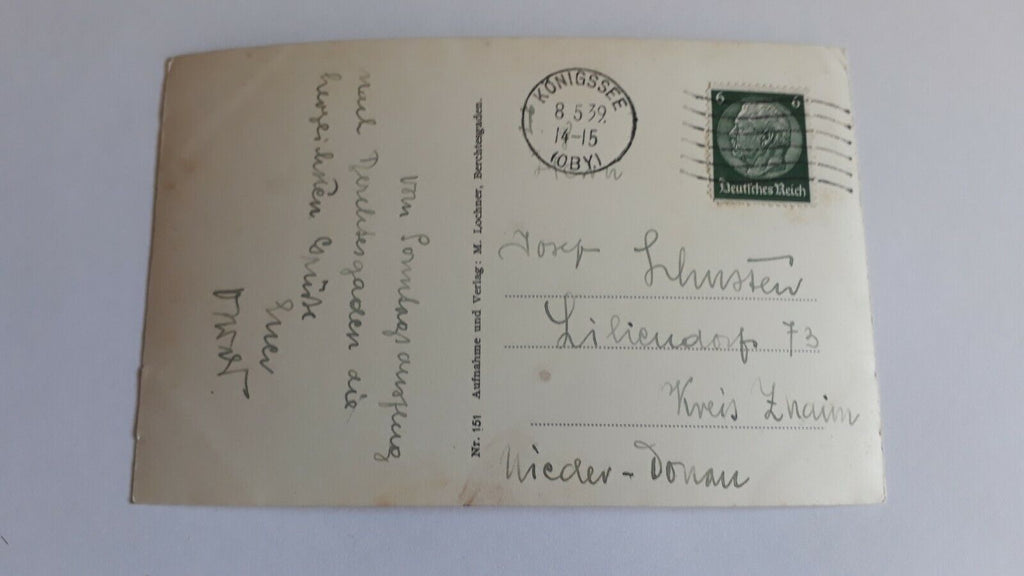 vom Sonntagsausflug
nach Berchtesgaden die
herzlichsten Grüße
Euer
Nr. 151 Aufnahme und Verlag: M. Lochner, Berchtesgaden.
KÖNIGSSEE
8.5.39.
14-15
(OBY.)
6 6
Deutsches Reich
Herrn
Josef Schuster
Liliendorf 73
Kreis Znaim
Nieder-Donau